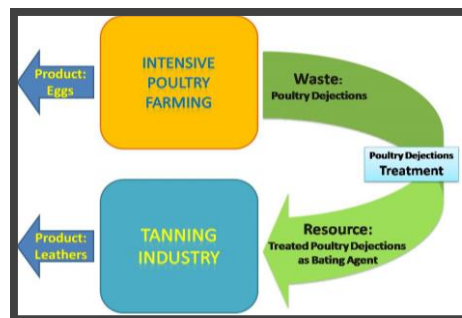 Product:
Eggs
INTENSIVE
POULTRY
FARMING
Waste:
Poultry Dejections
Poultry Dejections
Treatment
Product:
Leathers
TANNING
INDUSTRY
Resource:
Treated Poultry Dejections
as Bating Agent